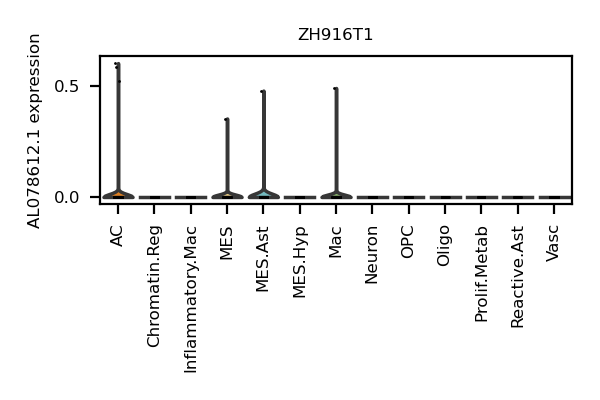 ZH916T1
AL078612.1 expression
0.5
0.0
AC
Chromatin.Reg
Inflammatory.Mac
MES
MES.Ast
MES.Hyp
Mac
Neuron
OPC
Oligo
Prolif.Metab
Reactive.Ast
Vasc